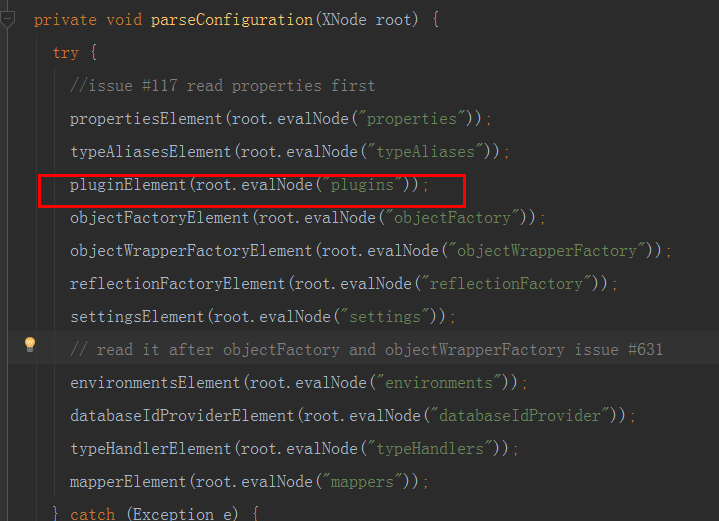 private void parseConfiguration(XNode root) {
try {
//issue #117 read properties first
propertiesElement(root.evalNode("properties"));
typeAliasesElement(root.evalNode("typeAliases"));
pluginElement(root.evalNode("plugins"));
objectFactoryElement(root.evalNode("objectFactory"));
objectWrapperFactoryElement(root.evalNode("objectWrapperFactory"));
reflectionFactoryElement(root.evalNode("reflectionFactory"));
settingsElement(root.evalNode("settings"));
// read it after objectFactory and objectWrapperFactory issue #631
environmentsElement(root.evalNode("environments"));
databaseIdProviderElement(root.evalNode("databaseIdProvider"));
typeHandlerElement(root.evalNode("typeHandlers"));
mapperElement(root.evalNode("mappers"));
} catch (Exception e) {